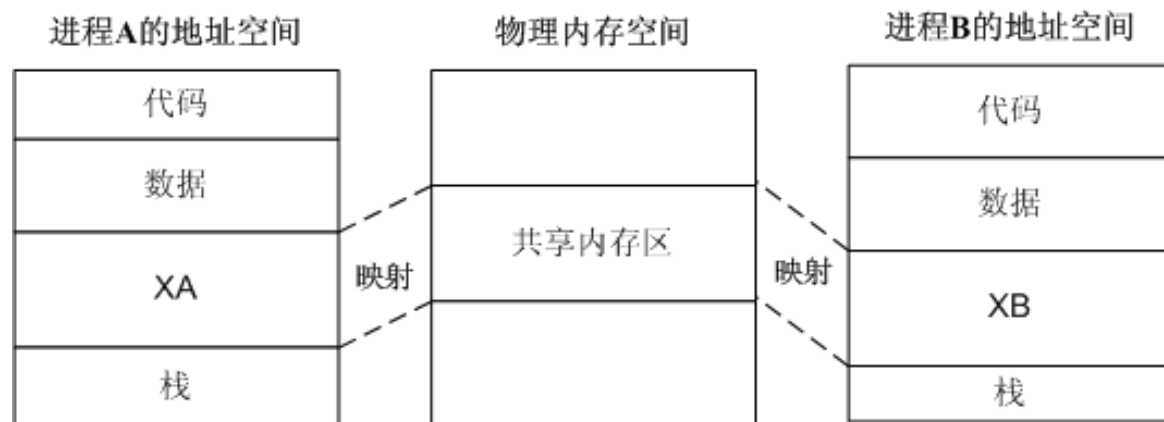 进程A的地址空间
物理内存空间
进程B的地址空间
代码
数据
XA
栈
映射
共享内存区
映射
代码
数据
XB
栈